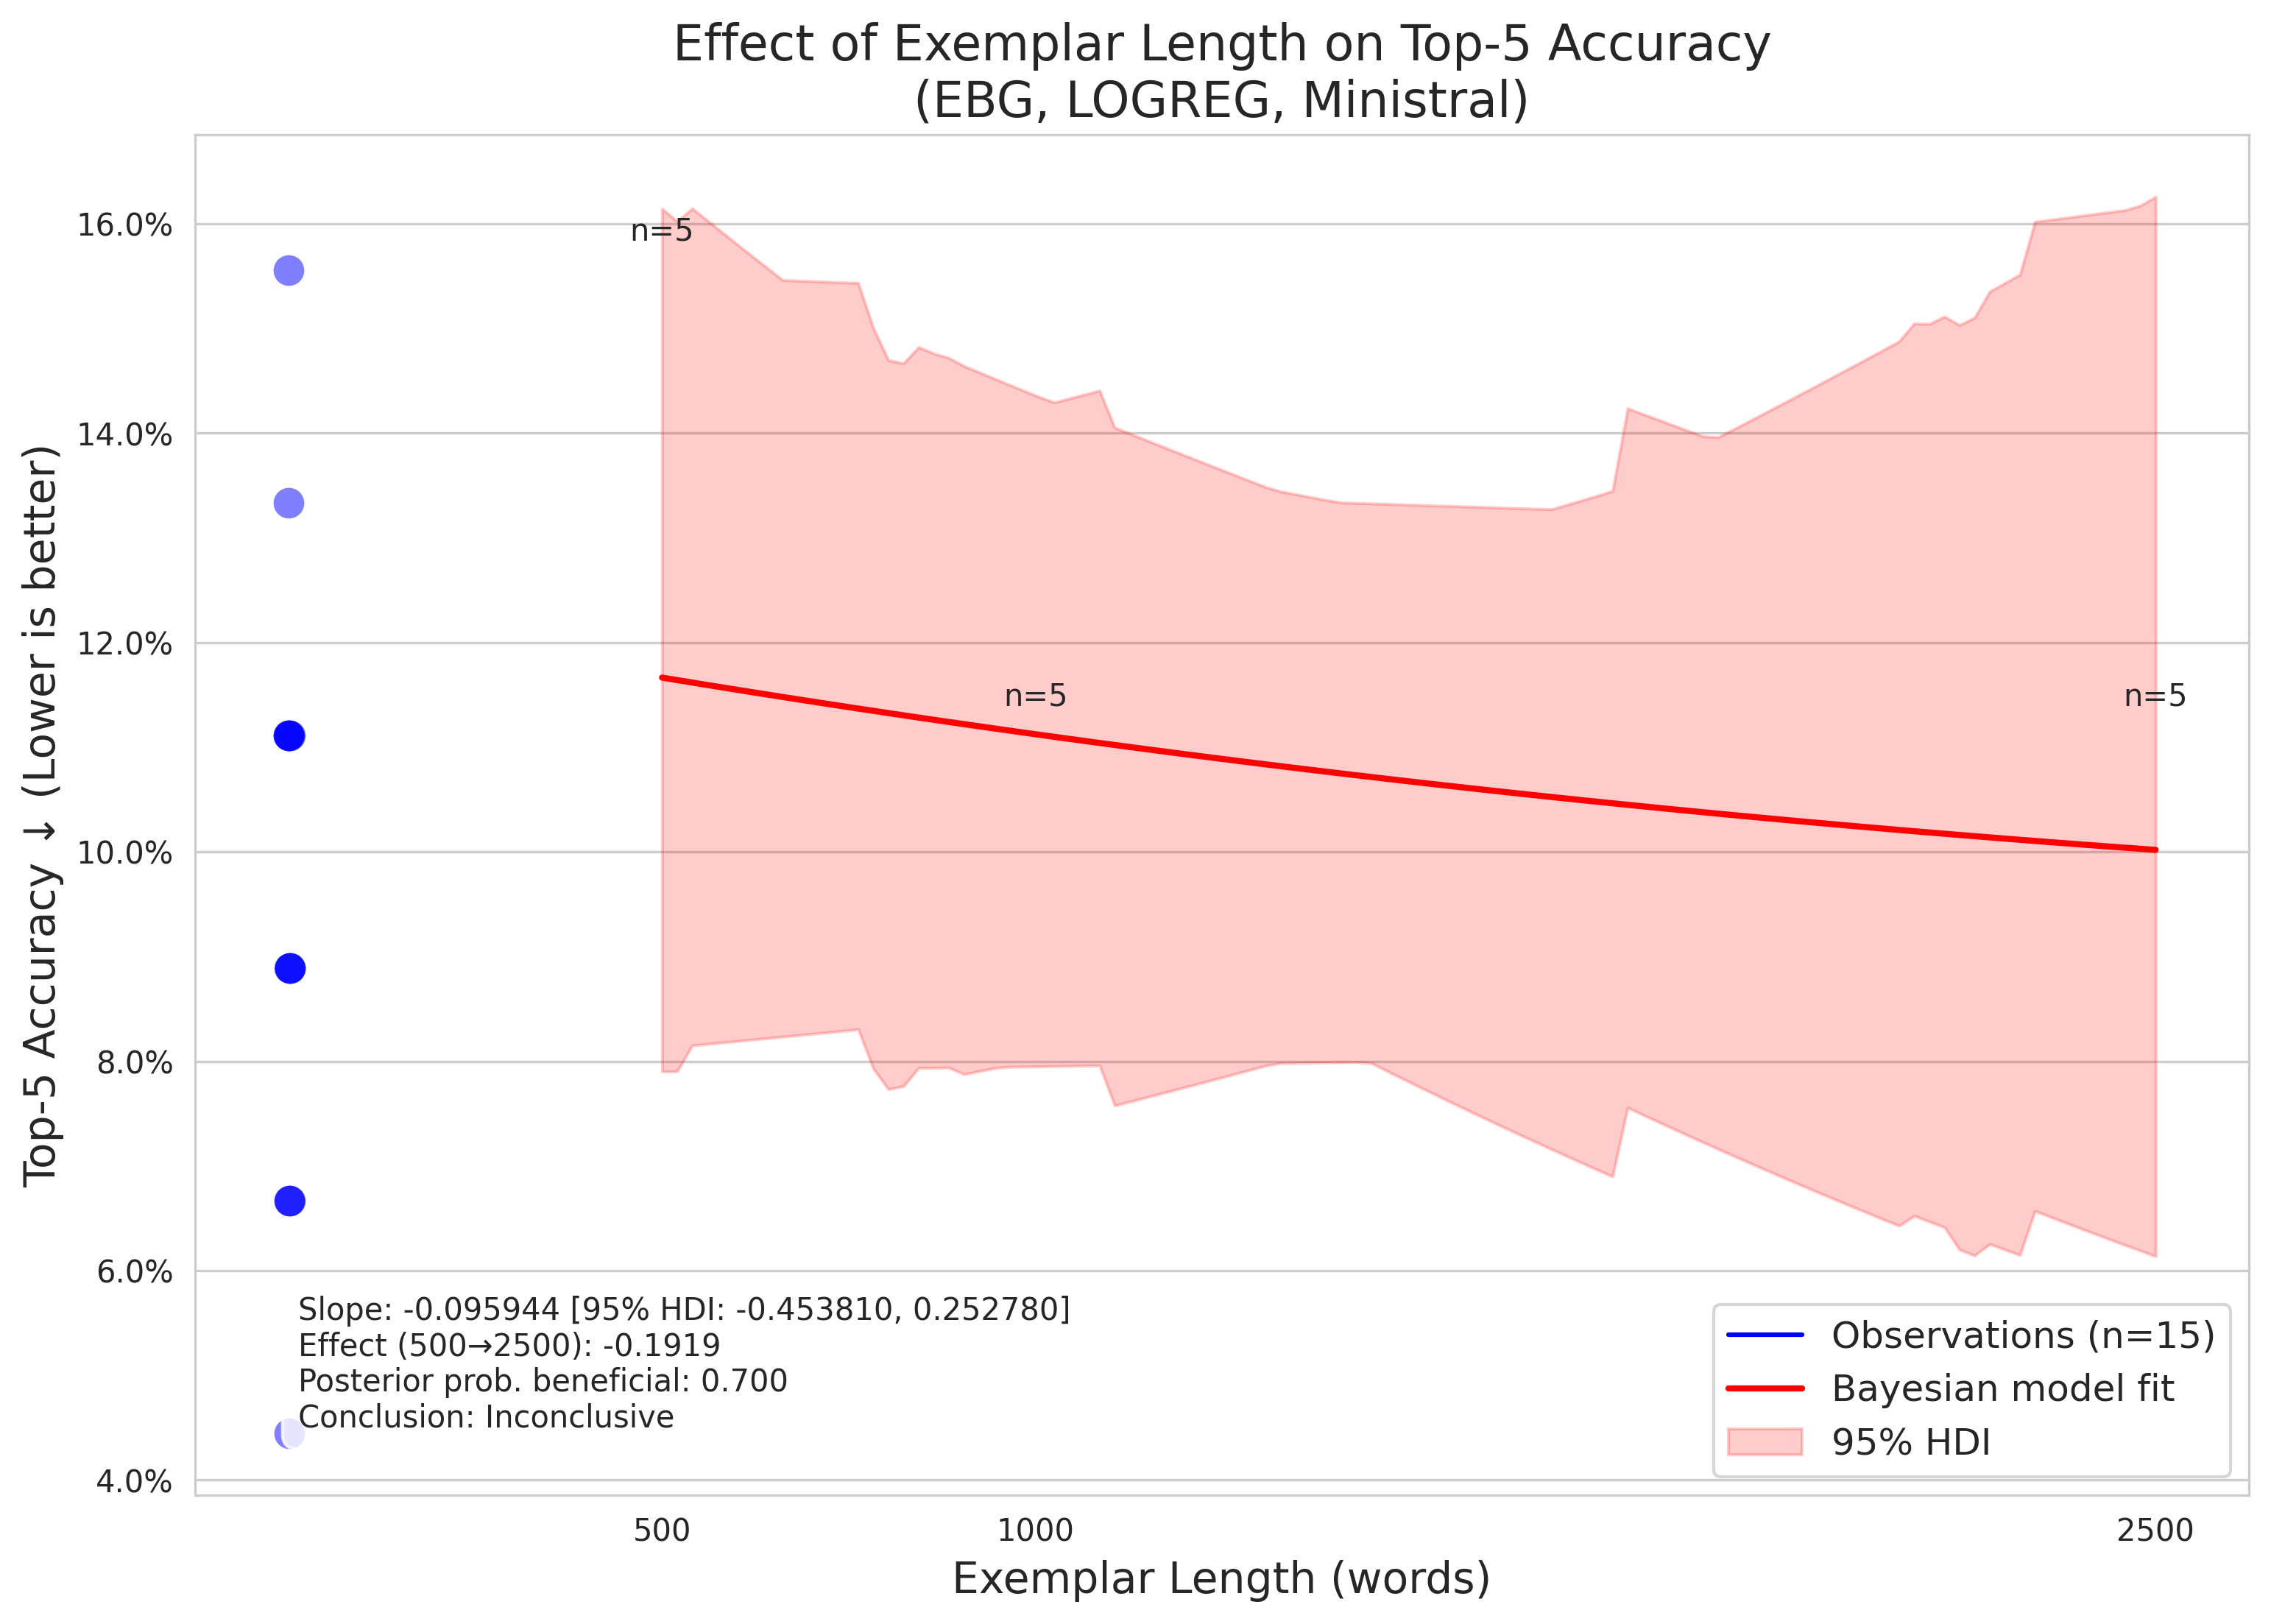 Effect of Exemplar Length on Top-5 Accuracy
(EBG, LOGREG, Ministral)
Top-5 Accuracy ↓ (Lower is better)
16.0%
14.0%
12.0%
10.0%
8.0%
6.0%
4.0%
n=5
n=5
n=5
Slope: -0.095944 [95% HDI: -0.453810, 0.252780]
Effect (500→2500): -0.1919
Posterior prob. beneficial: 0.700
Conclusion: Inconclusive
Observations (n=15)
Bayesian model fit
95% HDI
500
1000
2500
Exemplar Length (words)